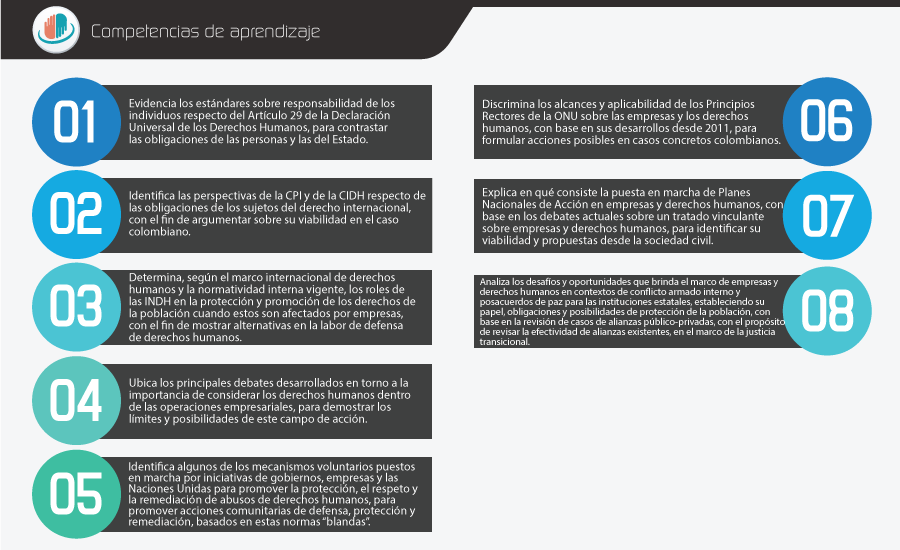 Competencias de aprendizaje
01
Evidencia los estándares sobre responsabilidad de los
individuos respecto del Artículo 29 de la Declaración
Universal de los Derechos Humanos, para contrastar
las obligaciones de las personas y las del Estado.
02
Identifica las perspectivas de la CPI y de la CIDH respecto de
las obligaciones de los sujetos del derecho internacional,
con el fin de argumentar sobre su viabilidad en el caso
colombiano.
03
Determina, según el marco internacional de derechos
humanos y la normatividad interna vigente, los roles de
las INDH en la protección y promoción de los derechos de
la población cuando estos son afectados por empresas,
con el fin de mostrar alternativas en la labor de defensa
de derechos humanos.
04
Ubica los principales debates desarrollados en torno a la
importancia de considerar los derechos humanos dentro
de las operaciones empresariales, para demostrar los
límites y posibilidades de este campo de acción.
05
Identifica algunos de los mecanismos voluntarios puestos
en marcha por iniciativas de gobiernos, empresas y las
Naciones Unidas para promover la protección, el respeto y
la remediación de abusos de derechos humanos, para
promover acciones comunitarias de defensa, protección y
remediación, basados en estas normas “blandas”.
Discrimina los alcances y aplicabilidad de los Principios
Rectores de la ONU sobre las empresas y los derechos
humanos, con base en sus desarrollos desde 2011, para
formular acciones posibles en casos concretos colombianos.
06
Explica en qué consiste la puesta en marcha de Planes
Nacionales de Acción en empresas y derechos humanos, con
base en los debates actuales sobre un tratado vinculante
sobre empresas y derechos humanos, para identificar su
viabilidad y propuestas desde la sociedad civil.
07
Analiza los desafíos y oportunidades que brinda el marco de empresas y
derechos humanos en contextos de conflicto armado interno y
posacuerdos de paz para las instituciones estatales, estableciendo su
papel, obligaciones y posibilidades de protección de la población, con
base en la revisión de casos de alianzas público-privadas, con el propósito
de revisar la efectividad de alianzas existentes, en el marco de la justicia
transicional.
08